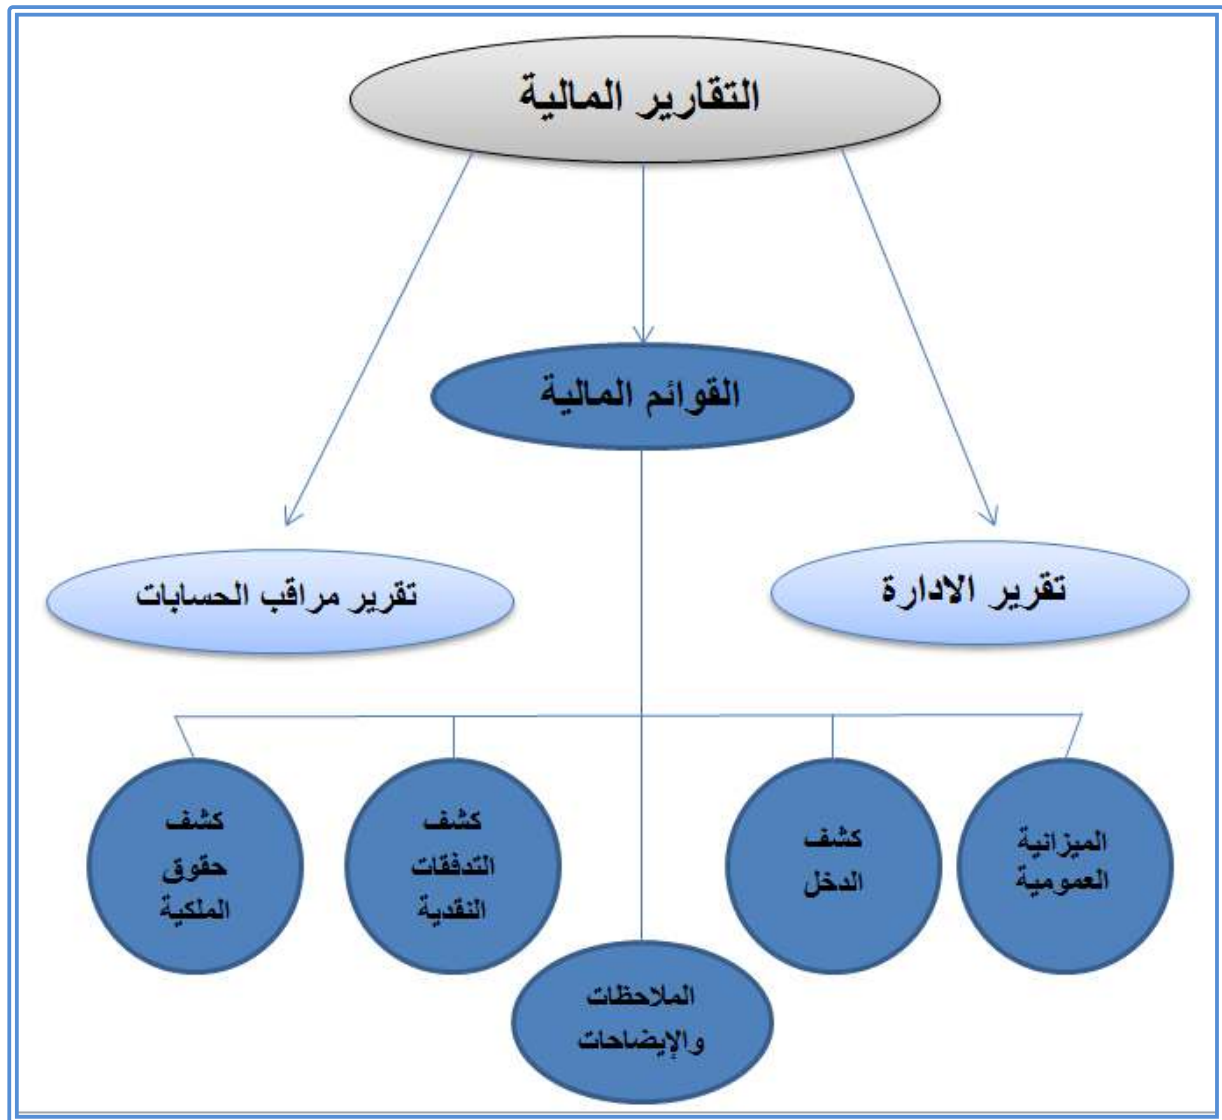 التقارير المالية
القوائم المالية
تقرير الادارة
تقرير مراقب الحسابات
الميزانية
العمومية
كشف
الدخل
كشف
التدفقات
النقدية
كشف
حقوق
الملكية
الملاحظات
والإيضاحات